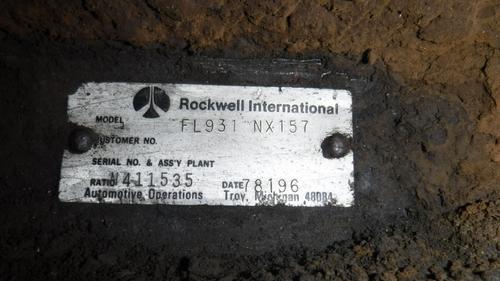 Rockwell International
MODEL FL931 NX157
CUSTOMER NO.
SERIAL NO. & ASS'Y PLANT
RATIO N411535 DATE 78196
Automotive Operations Troy, Michigan 48084